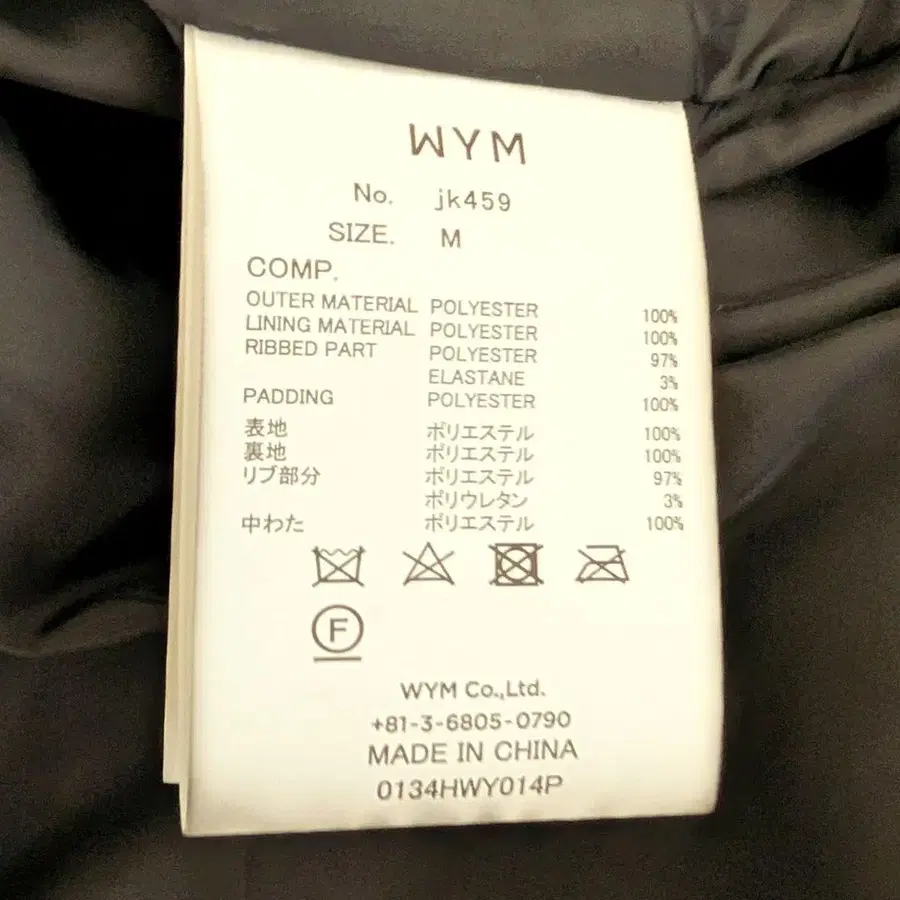 WYM
No. jk459
SIZE. M
COMP.
OUTER MATERIAL POLYESTER 100%
LINING MATERIAL POLYESTER 100%
RIBBED PART POLYESTER 97%
ELASTANE 3%
PADDING POLYESTER 100%
表地 ポリエステル 100%
裏地 ポリエステル 100%
リブ部分 ポリエステル 97%
ポリウレタン 3%
中わた ポリエステル 100%
F
WYM Co.,Ltd.
+81-3-6805-0790
MADE IN CHINA
0134HWY014P